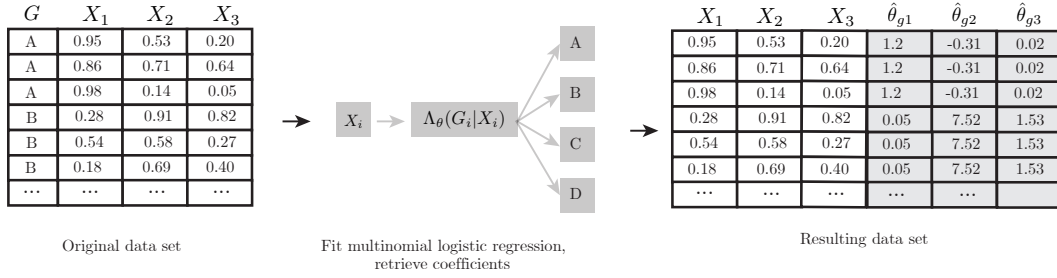 G X₁ X₂ X₃
A 0.95 0.53 0.20
A 0.86 0.71 0.64
A 0.98 0.14 0.05
B 0.28 0.91 0.82
B 0.54 0.58 0.27
B 0.18 0.69 0.40
... ... ... ...
Original data set
Xᵢ
Λ_θ(Gᵢ|Xᵢ)
A
B
C
D
Fit multinomial logistic regression,
retrieve coefficients
X₁ X₂ X₃ θ̂_g1 θ̂_g2 θ̂_g3
0.95 0.53 0.20 1.2 -0.31 0.02
0.86 0.71 0.64 1.2 -0.31 0.02
0.98 0.14 0.05 1.2 -0.31 0.02
0.28 0.91 0.82 0.05 7.52 1.53
0.54 0.58 0.27 0.05 7.52 1.53
0.18 0.69 0.40 0.05 7.52 1.53
... ... ... ... ...
Resulting data set